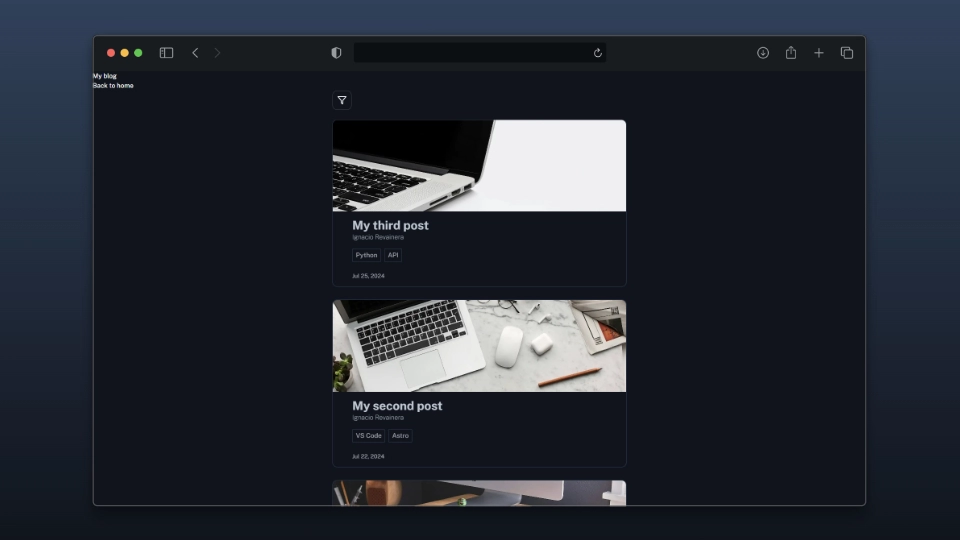 My blog
Back to home
My third post
Ignacio Revainera
Python API
Jul 25, 2024
My second post
Ignacio Revainera
VS Code Astro
Jul 22, 2024